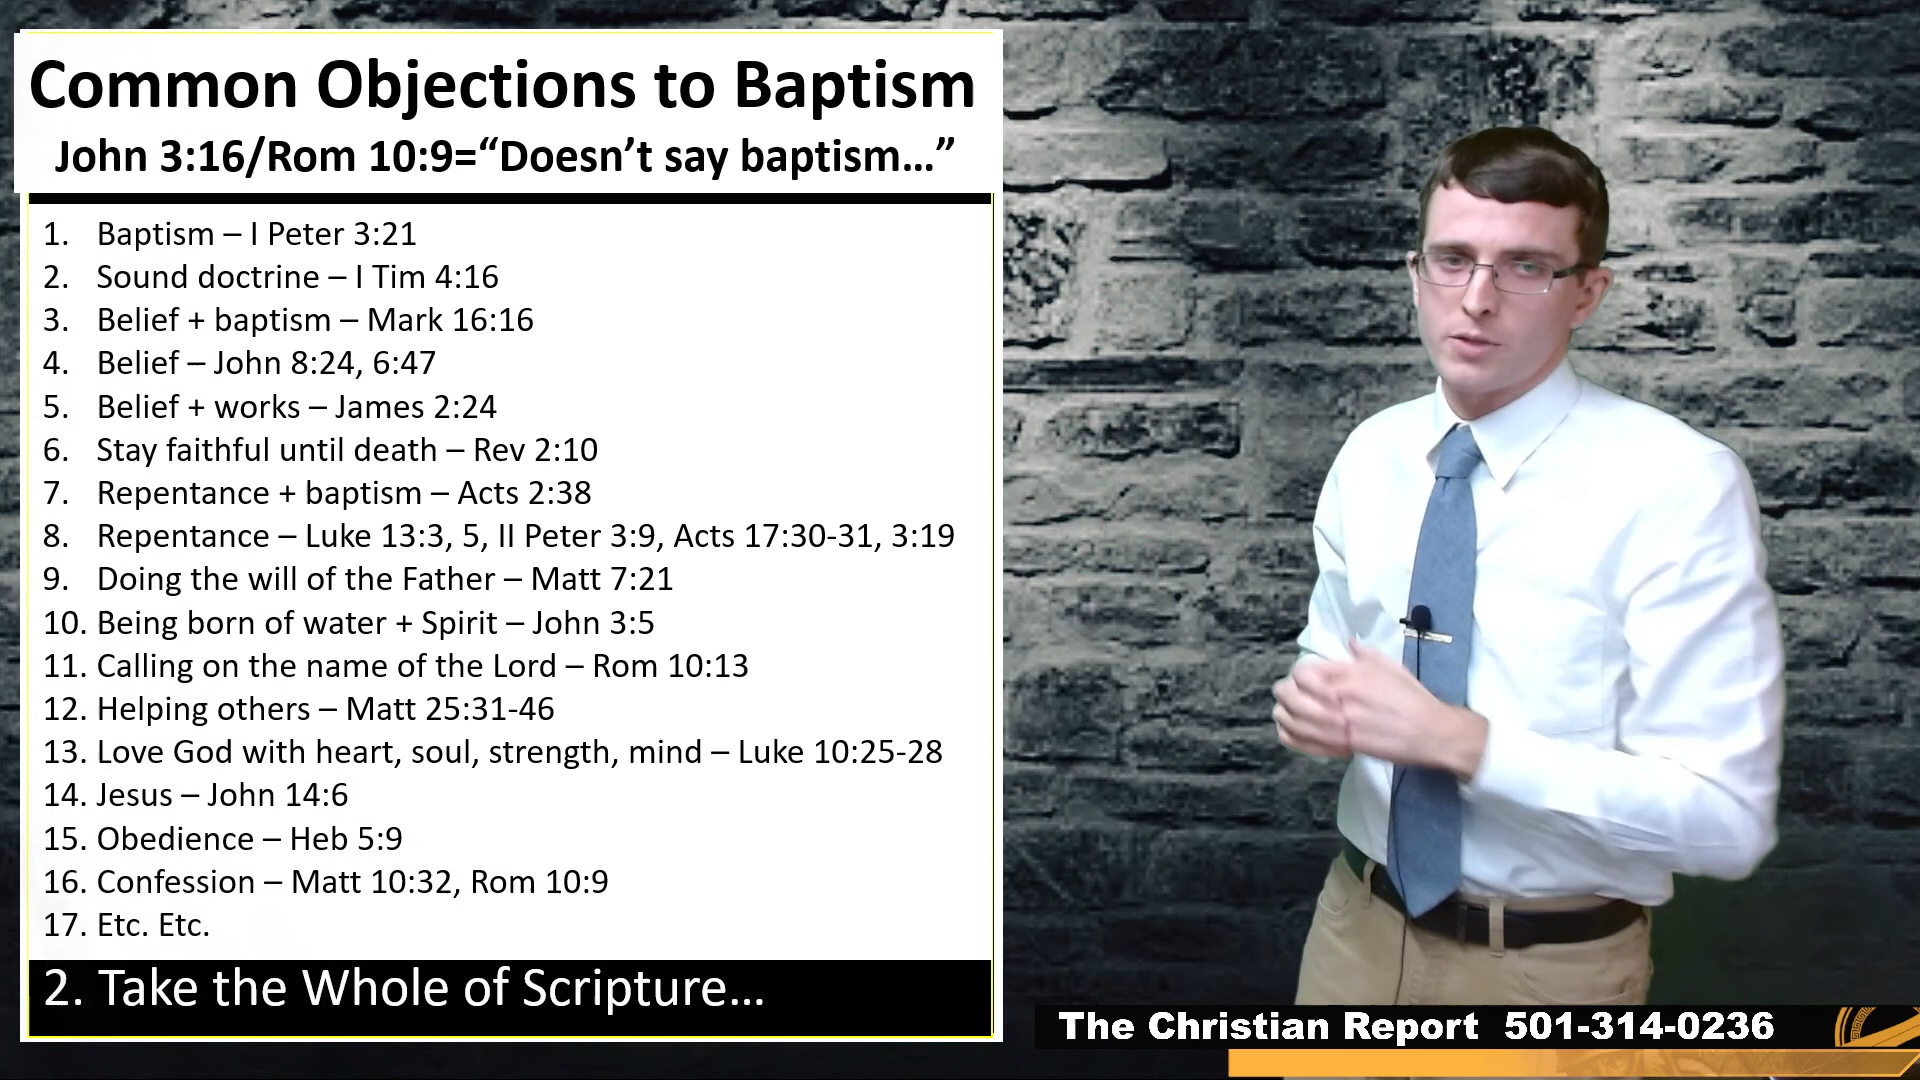 Common Objections to Baptism
John 3:16/Rom 10:9=“Doesn’t say baptism…”
1. Baptism – I Peter 3:21
2. Sound doctrine – I Tim 4:16
3. Belief + baptism – Mark 16:16
4. Belief – John 8:24, 6:47
5. Belief + works – James 2:24
6. Stay faithful until death – Rev 2:10
7. Repentance + baptism – Acts 2:38
8. Repentance – Luke 13:3, 5, II Peter 3:9, Acts 17:30-31, 3:19
9. Doing the will of the Father – Matt 7:21
10. Being born of water + Spirit – John 3:5
11. Calling on the name of the Lord – Rom 10:13
12. Helping others – Matt 25:31-46
13. Love God with heart, soul, strength, mind – Luke 10:25-28
14. Jesus – John 14:6
15. Obedience – Heb 5:9
16. Confession – Matt 10:32, Rom 10:9
17. Etc. Etc.
2. Take the Whole of Scripture…
The Christian Report 501-314-0236